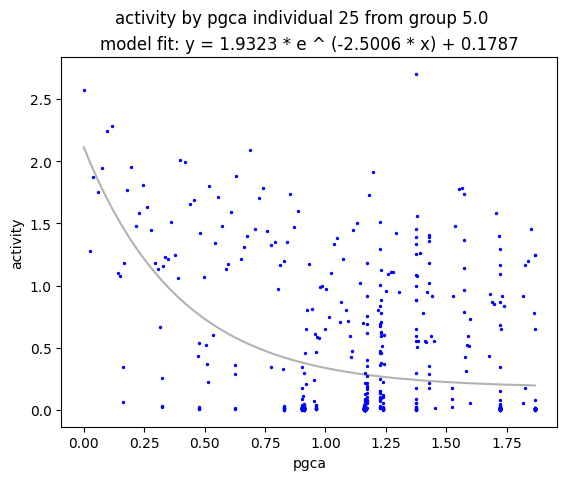 activity by pgca individual 25 from group 5.0
model fit: y = 1.9323 * e ^ (-2.5006 * x) + 0.1787
activity
2.5
2.0
1.5
1.0
0.5
0.0
0.00 0.25 0.50 0.75 1.00 1.25 1.50 1.75
pgca